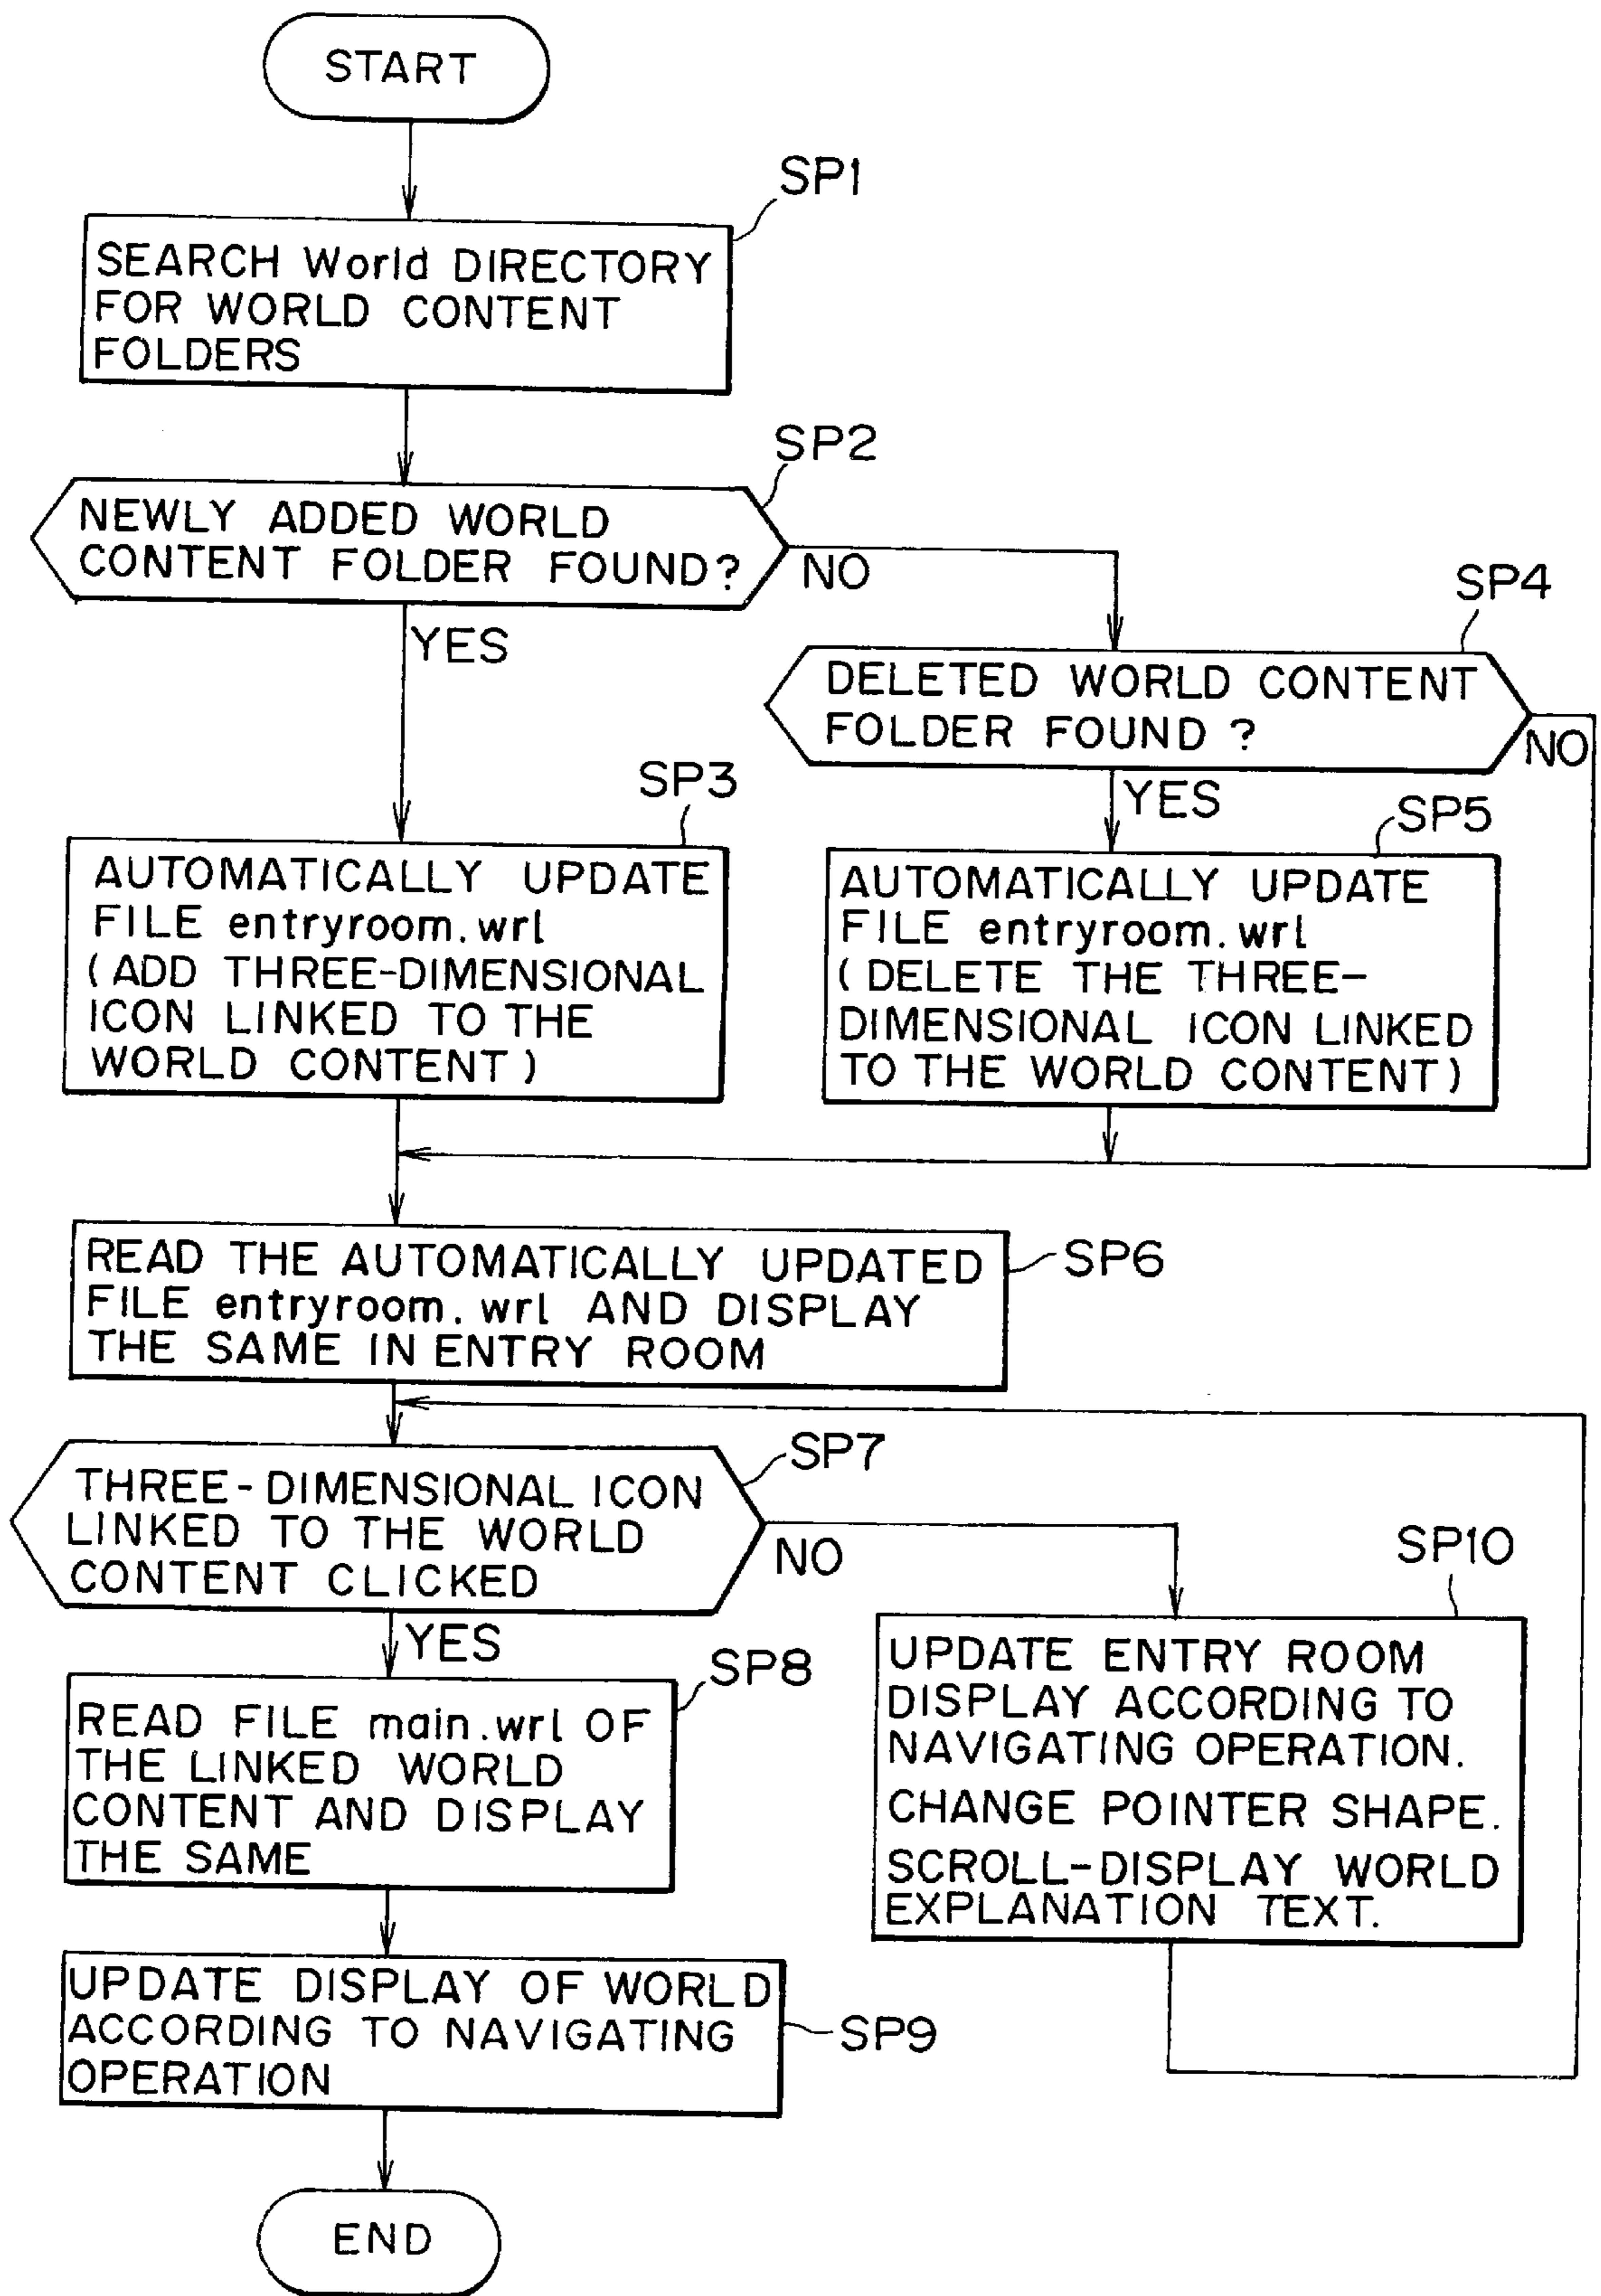 START
SP1
SEARCH World DIRECTORY
FOR WORLD CONTENT
FOLDERS
SP2
NEWLY ADDED WORLD
CONTENT FOLDER FOUND?
NO
YES
SP4
DELETED WORLD CONTENT
FOLDER FOUND ?
NO
YES
SP3
AUTOMATICALLY UPDATE
FILE entryroom.wrl
(ADD THREE-DIMENSIONAL
ICON LINKED TO THE
WORLD CONTENT)
SP5
AUTOMATICALLY UPDATE
FILE entryroom.wrl
(DELETE THE THREE-
DIMENSIONAL ICON LINKED
TO THE WORLD CONTENT)
SP6
READ THE AUTOMATICALLY UPDATED
FILE entryroom.wrl AND DISPLAY
THE SAME IN ENTRY ROOM
SP7
THREE-DIMENSIONAL ICON
LINKED TO THE WORLD
CONTENT CLICKED
NO
YES
SP10
UPDATE ENTRY ROOM
DISPLAY ACCORDING TO
NAVIGATING OPERATION.
CHANGE POINTER SHAPE.
SCROLL-DISPLAY WORLD
EXPLANATION TEXT.
SP8
READ FILE main.wrl OF
THE LINKED WORLD
CONTENT AND DISPLAY
THE SAME
SP9
UPDATE DISPLAY OF WORLD
ACCORDING TO NAVIGATING
OPERATION
END